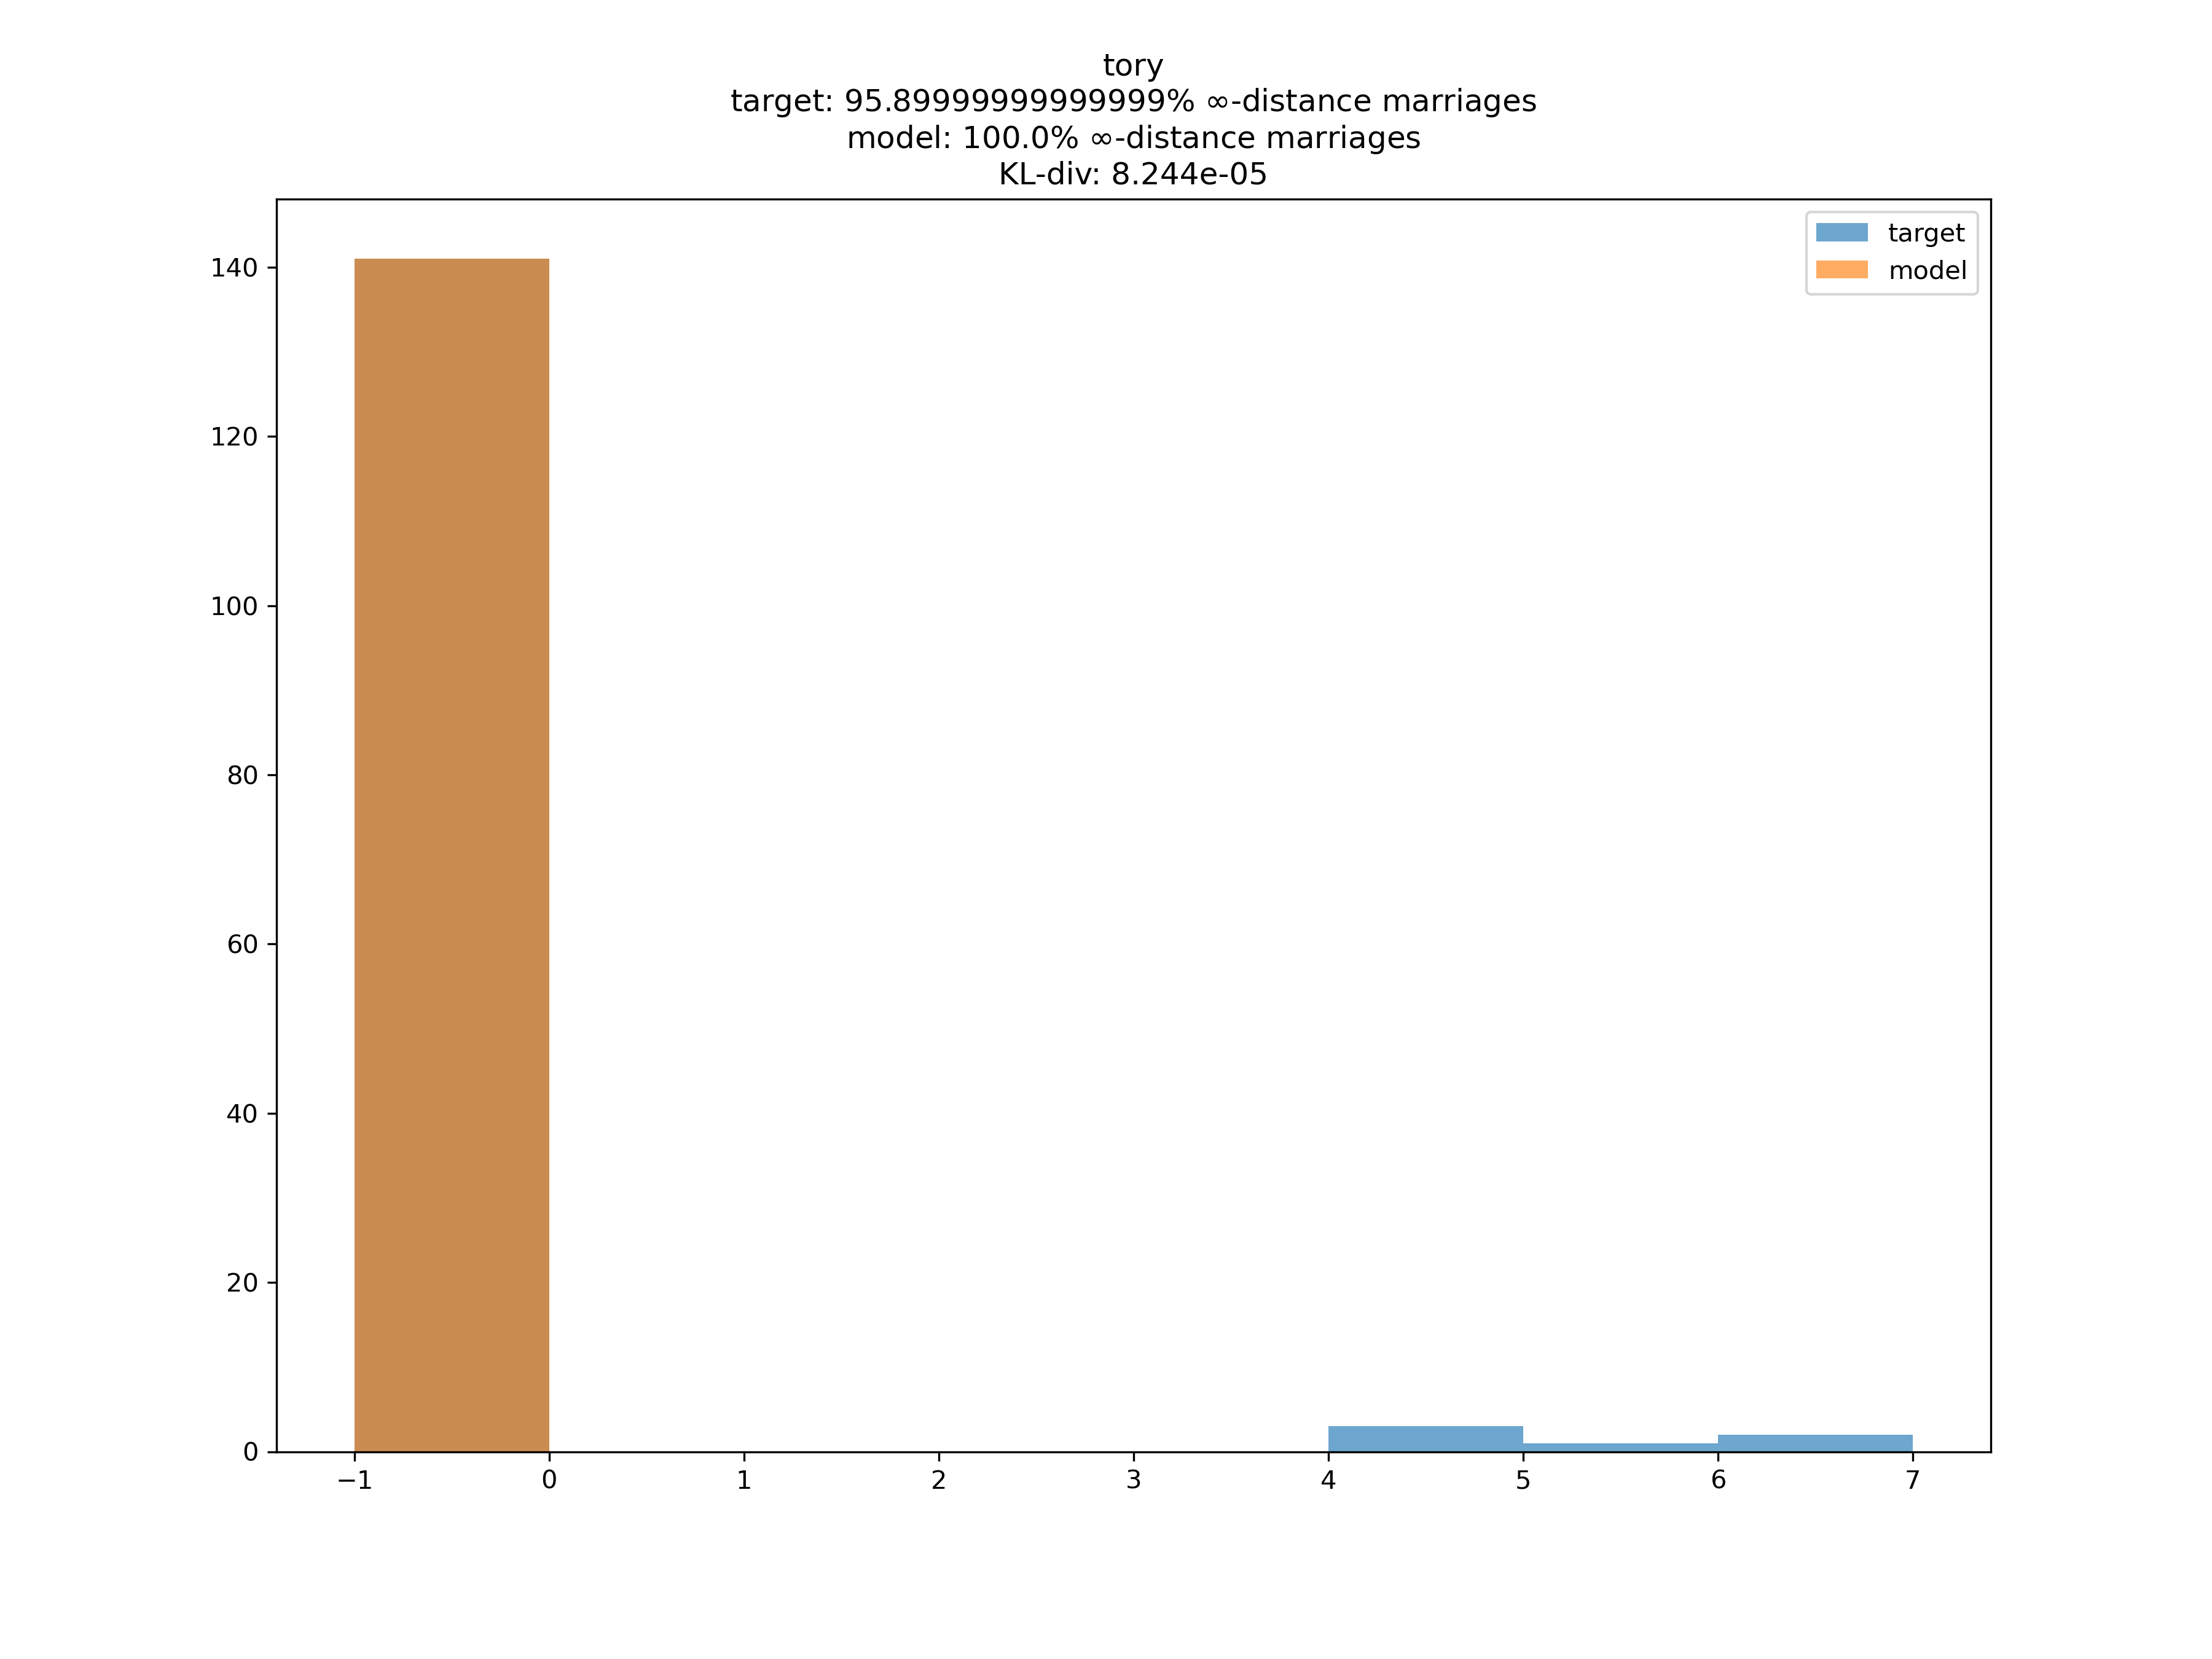 tory
target: 95.89999999999999% ∞-distance marriages
model: 100.0% ∞-distance marriages
KL-div: 8.244e-05
target
model
140
120
100
80
60
40
20
0
−1 0 1 2 3 4 5 6 7